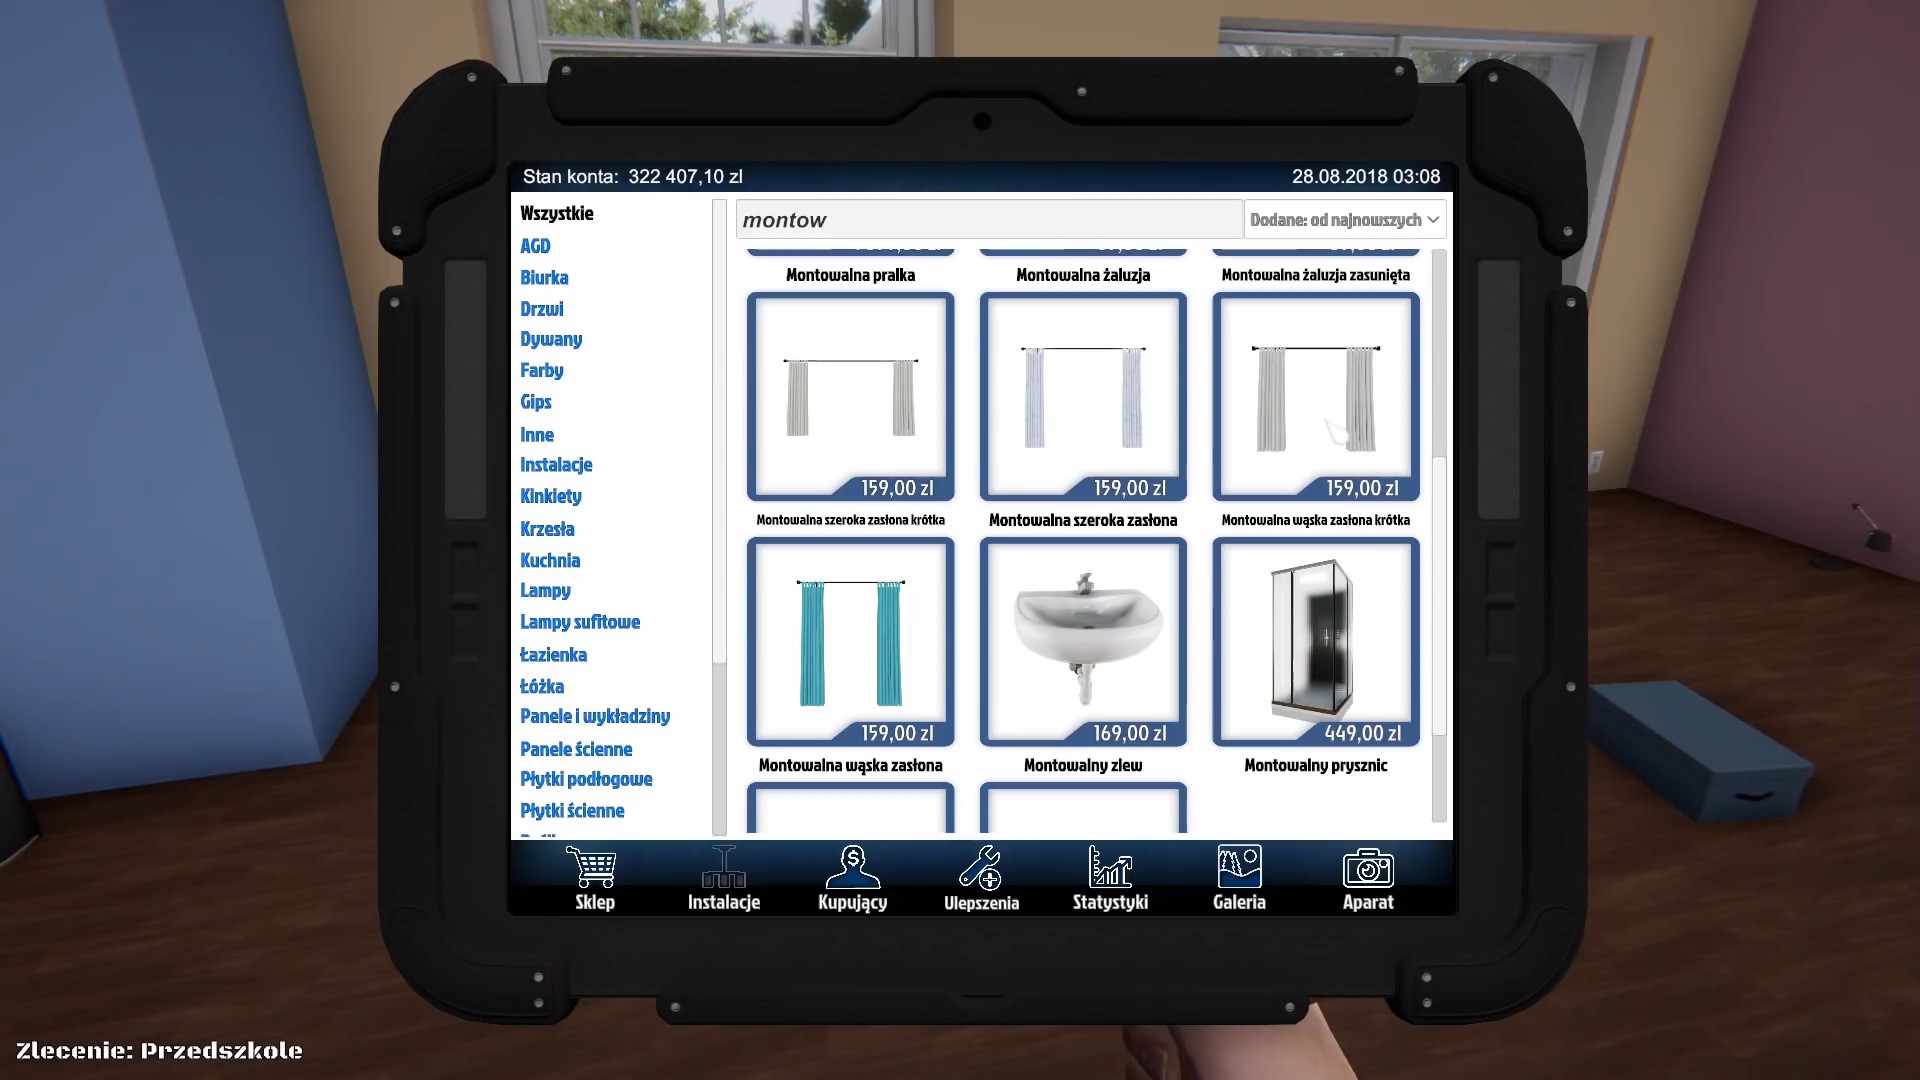 Stan konta: 322 407,10 zl
28.08.2018 03:08
Wszystkie
AGD
Biurka
Drzwi
Dywany
Farby
Gips
Inne
Instalacje
Kinkiety
Krzesła
Kuchnia
Lampy
Lampy sufitowe
Łazienka
Łóżka
Panele i wykładziny
Panele ścienne
Płytki podłogowe
Płytki ścienne
montow
Dodane: od najnowszych
Montowalna pralka
Montowalna żaluzja
Montowalna żaluzja zasunięta
159,00 zl
159,00 zl
159,00 zl
Montowalna szeroka zasłona krótka
Montowalna szeroka zasłona
Montowalna wąska zasłona krótka
159,00 zl
169,00 zl
449,00 zl
Montowalna wąska zasłona
Montowalny zlew
Montowalny prysznic
Sklep
Instalacje
Kupujący
Ulepszenia
Statystyki
Galeria
Aparat
Zlecenie: Przedszkole